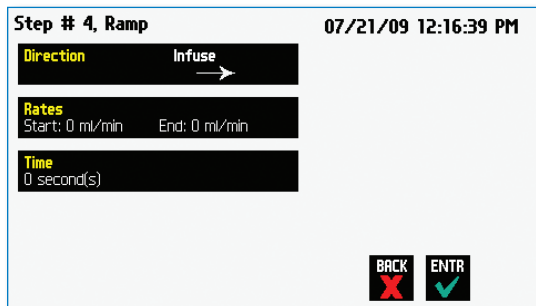 Step # 4, Ramp 07/21/09 12:16:39 PM
Direction Infuse
Rates
Start: 0 ml/min End: 0 ml/min
Time
0 second(s)
BACK ENTR